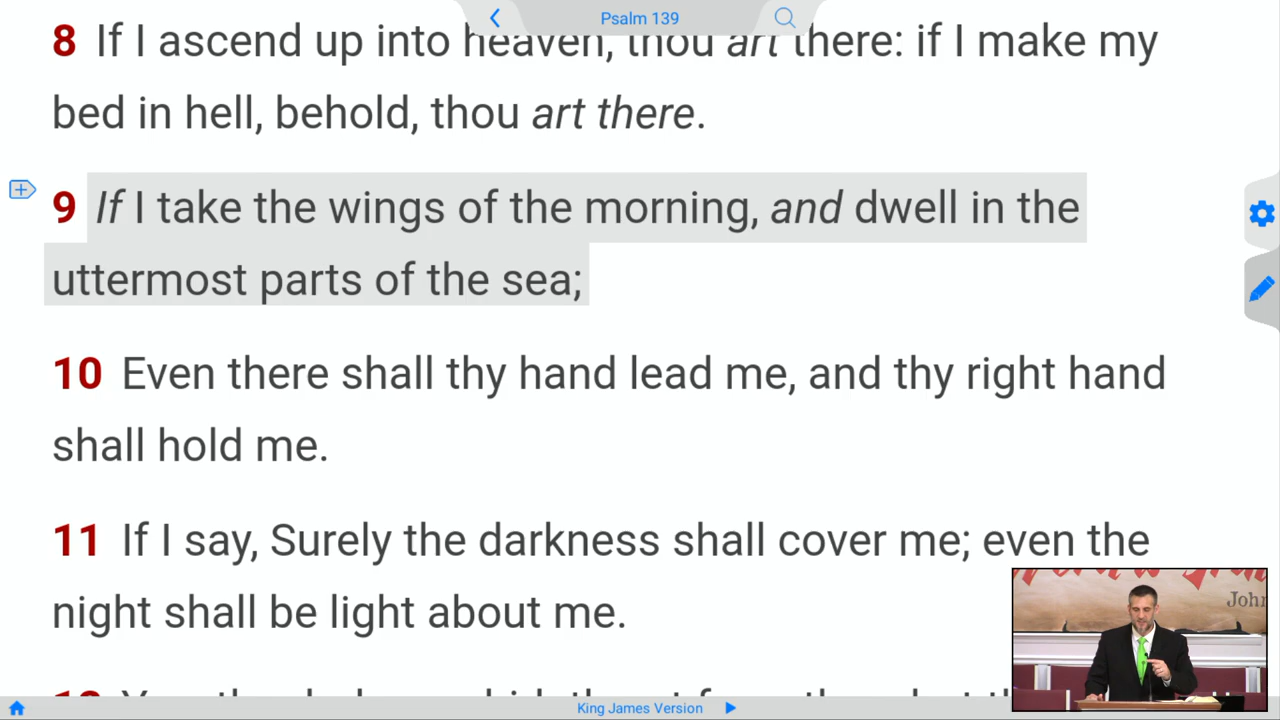 Psalm 139
8 If I ascend up into heaven, thou art there: if I make my
bed in hell, behold, thou art there.
9 If I take the wings of the morning, and dwell in the
uttermost parts of the sea;
10 Even there shall thy hand lead me, and thy right hand
shall hold me.
11 If I say, Surely the darkness shall cover me; even the
night shall be light about me.
John
King James Version